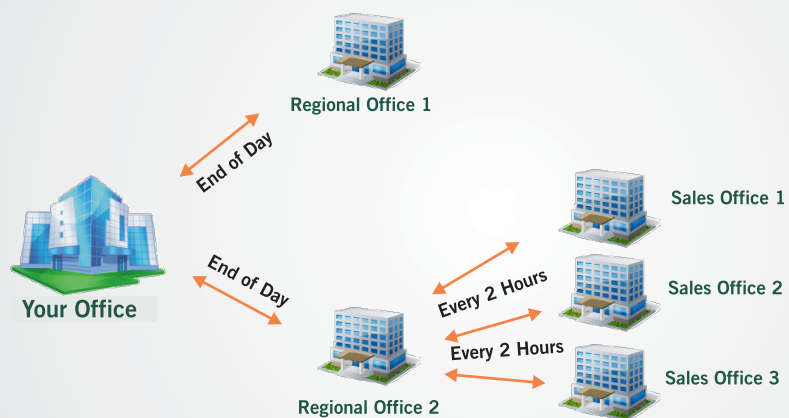 Regional Office 1
End of Day
Sales Office 1
End of Day
Every 2 Hours
Sales Office 2
Your Office
Every 2 Hours
Sales Office 3
Regional Office 2